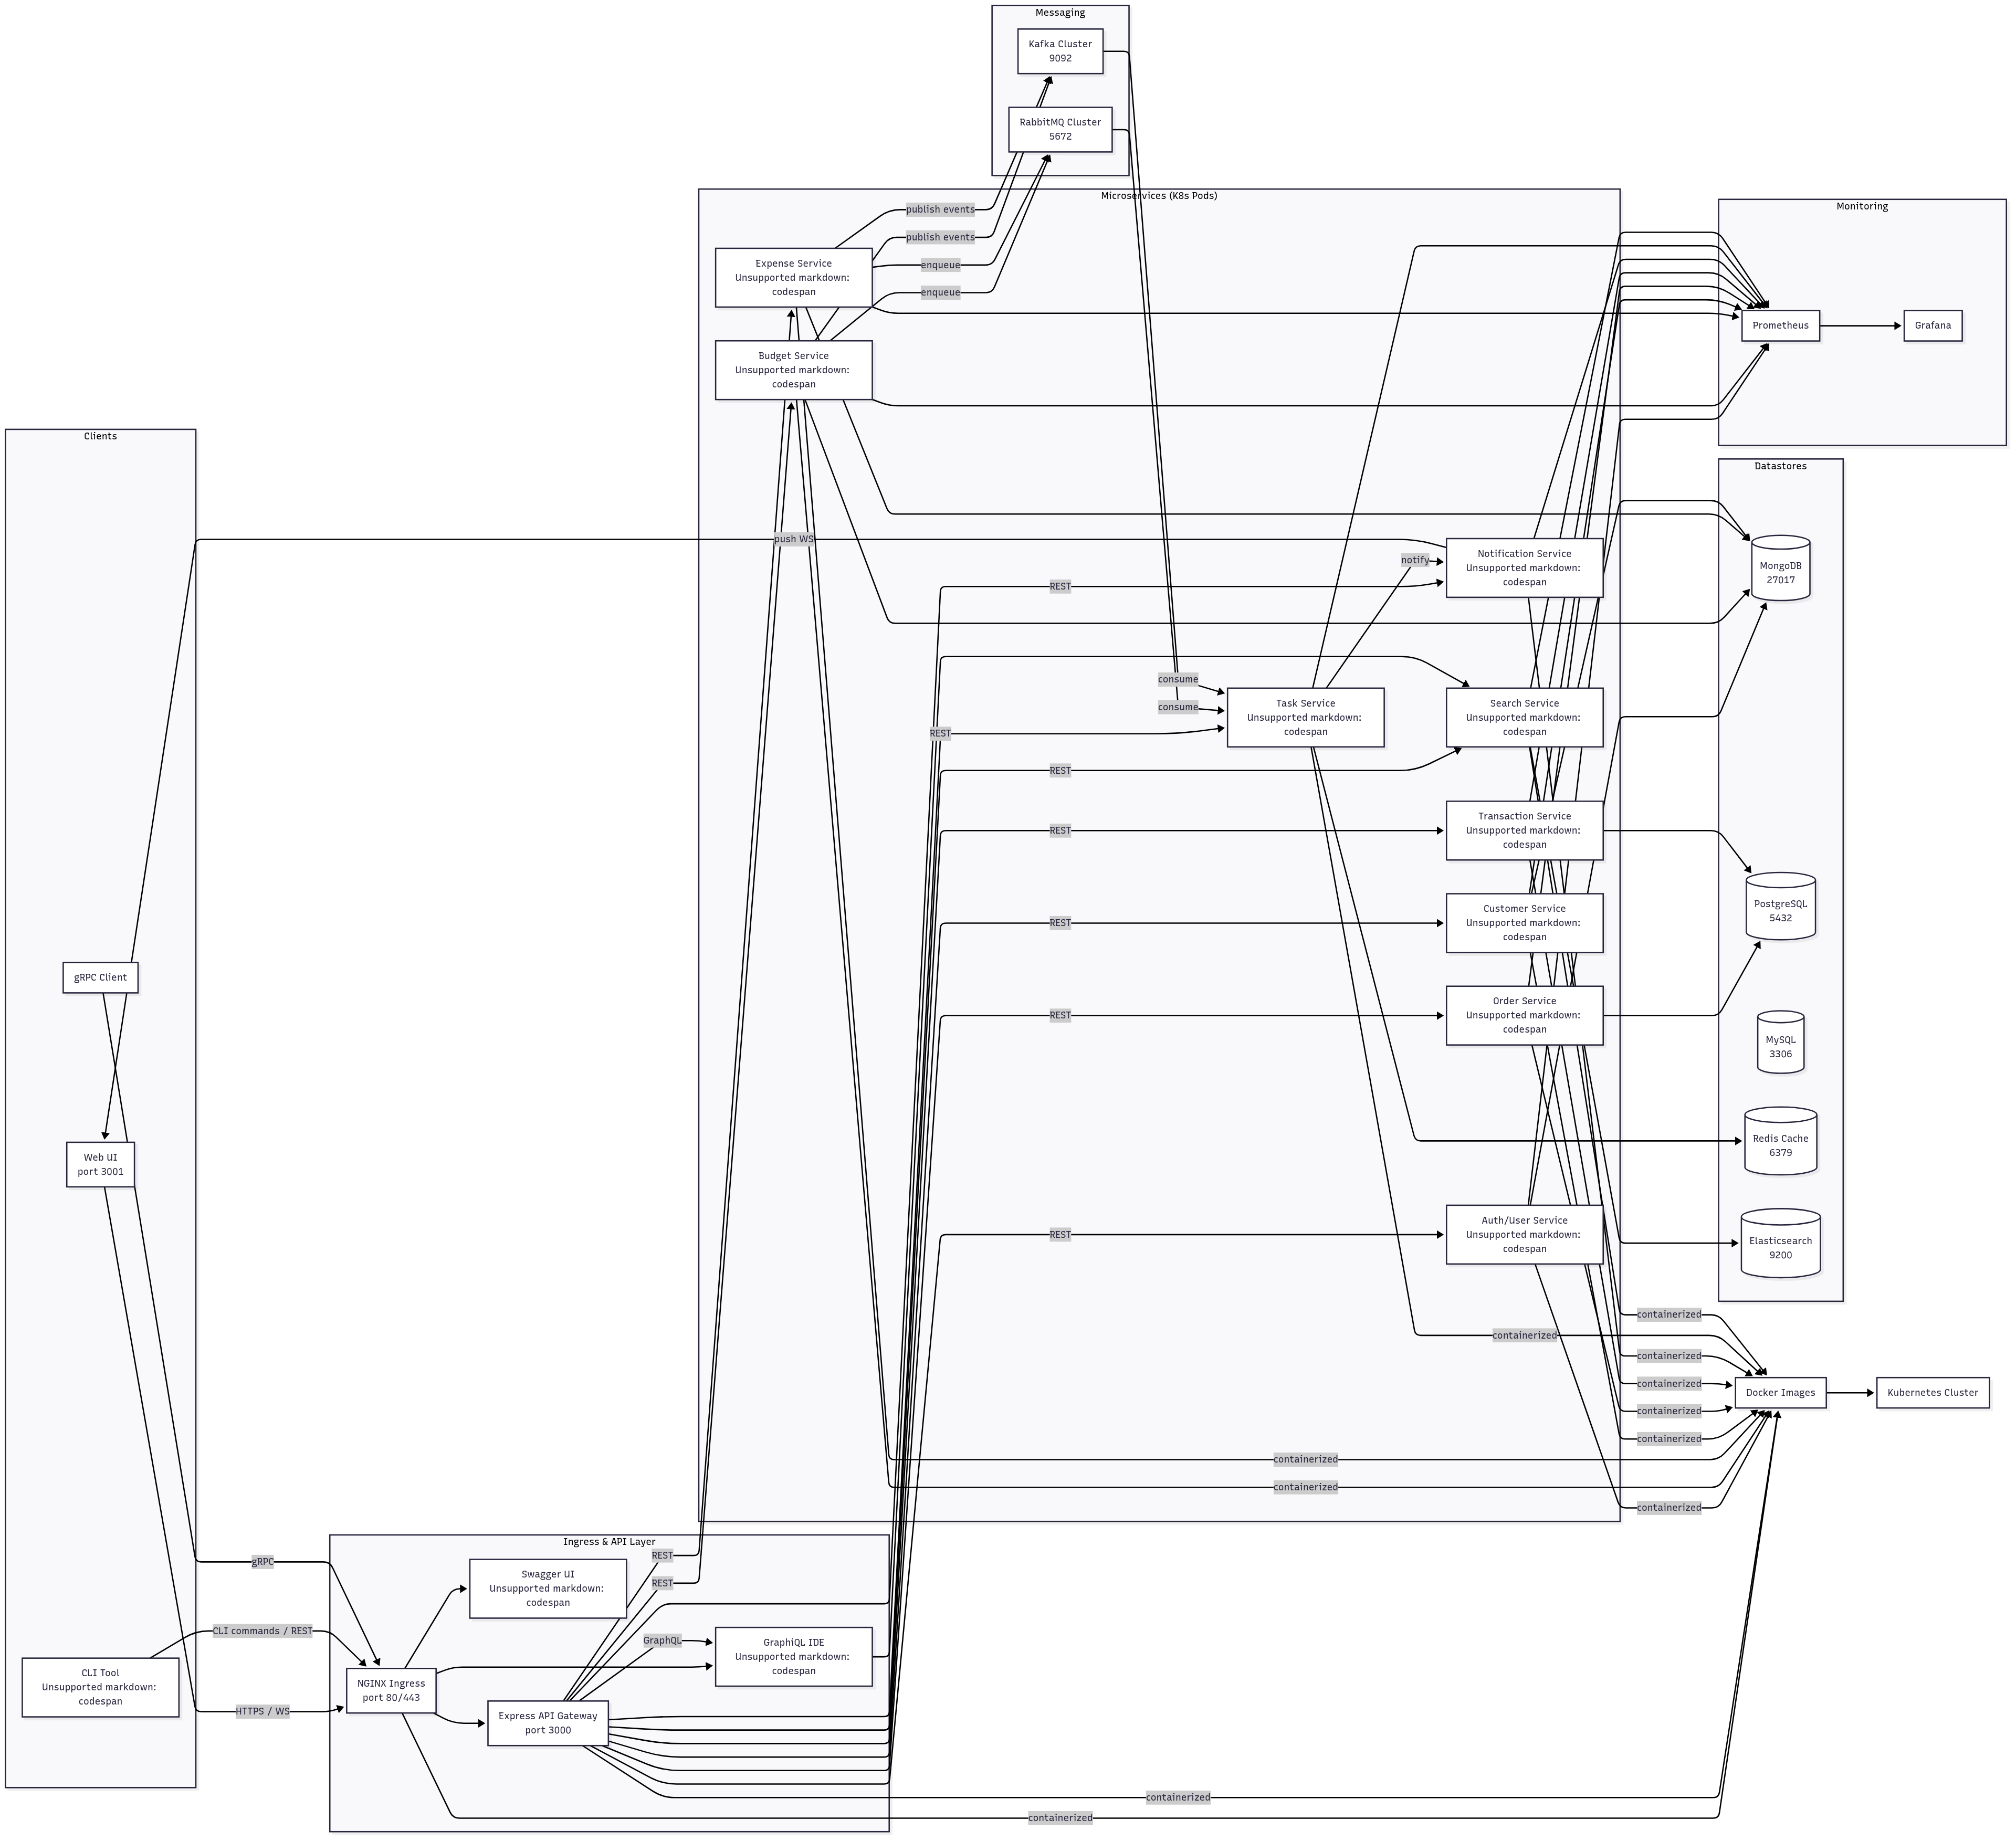 Messaging
Kafka Cluster
9092
RabbitMQ Cluster
5672
Microservices (K8s Pods)
publish events
publish events
enqueue
enqueue
Expense Service
Unsupported markdown:
codespan
Budget Service
Unsupported markdown:
codespan
Monitoring
Prometheus
Grafana
Clients
gRPC Client
Web UI
port 3001
CLI Tool
Unsupported markdown:
codespan
push WS
notify
REST
Notification Service
Unsupported markdown:
codespan
consume
consume
REST
Task Service
Unsupported markdown:
codespan
Search Service
Unsupported markdown:
codespan
REST
REST
Transaction Service
Unsupported markdown:
codespan
REST
Customer Service
Unsupported markdown:
codespan
REST
Order Service
Unsupported markdown:
codespan
REST
Auth/User Service
Unsupported markdown:
codespan
Datastores
MongoDB
27017
PostgreSQL
5432
MySQL
3306
Redis Cache
6379
Elasticsearch
9200
containerized
containerized
containerized
containerized
containerized
containerized
containerized
containerized
containerized
Docker Images
Kubernetes Cluster
gRPC
CLI commands / REST
HTTPS / WS
Ingress & API Layer
REST
REST
Swagger UI
Unsupported markdown:
codespan
GraphQL
GraphiQL IDE
Unsupported markdown:
codespan
NGINX Ingress
port 80/443
Express API Gateway
port 3000
containerized
containerized